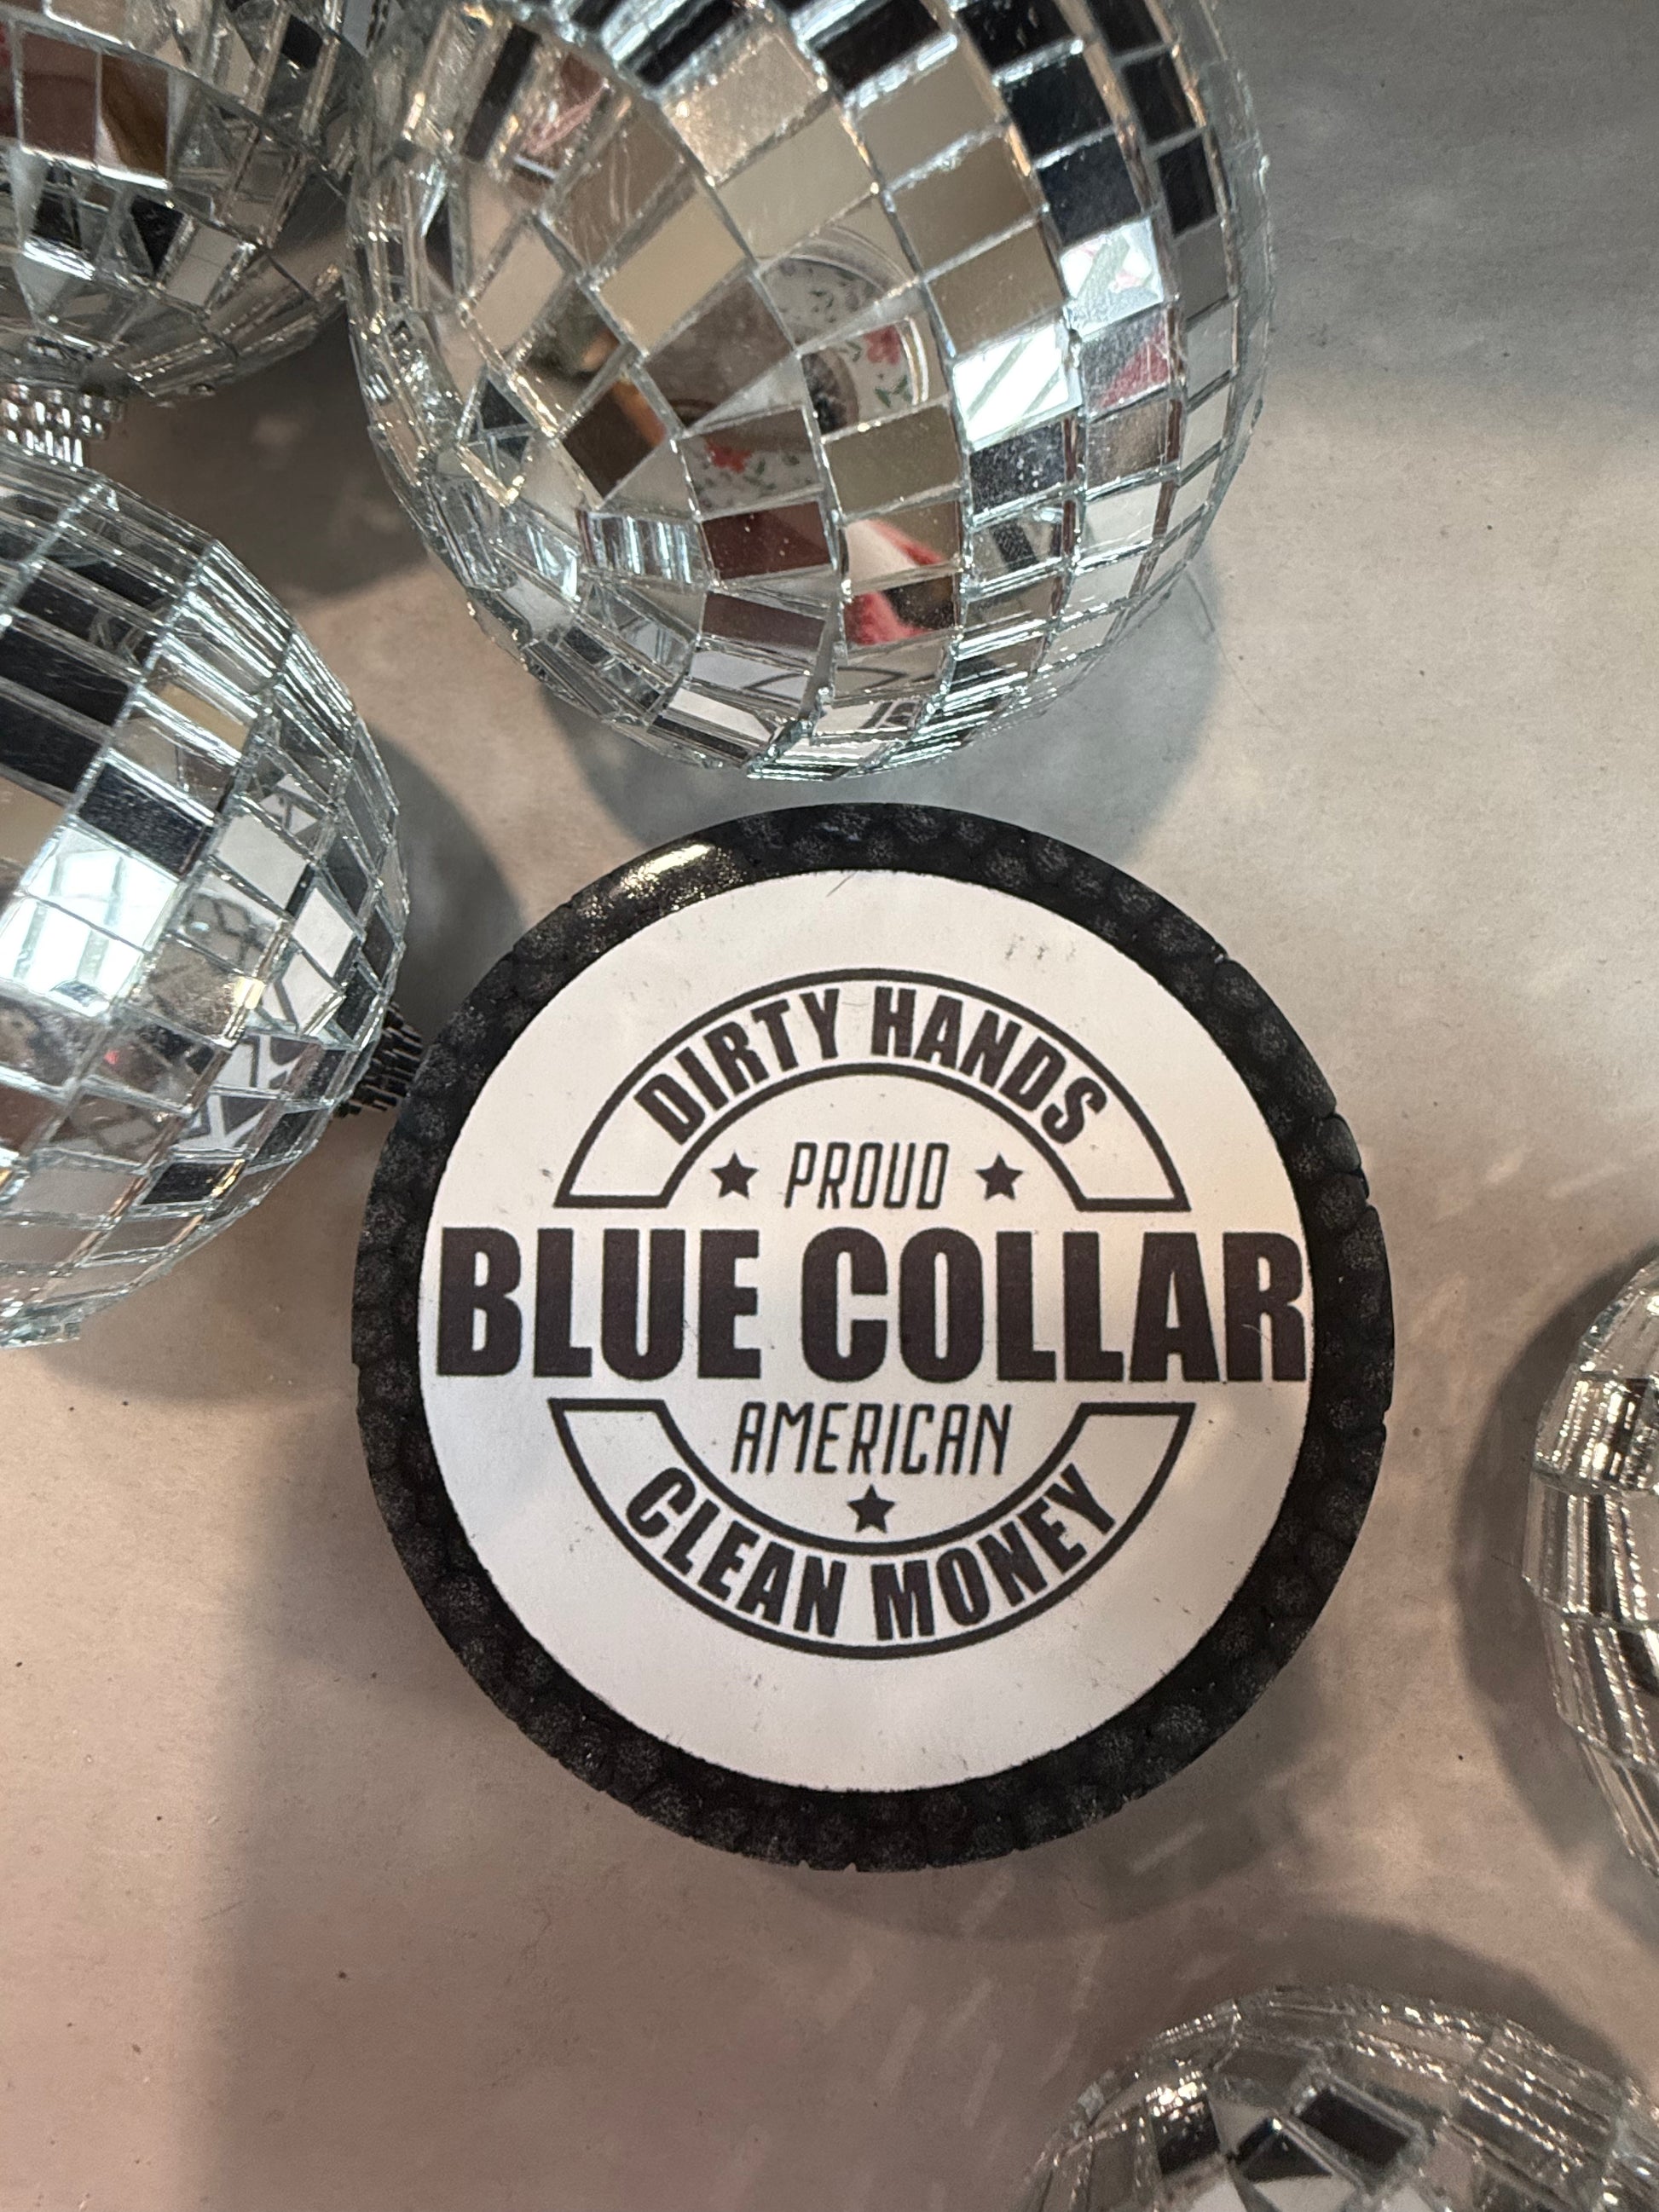 DIRTY HANDS
PROUD
BLUE COLLAR
AMERICAN
CLEAN MONEY